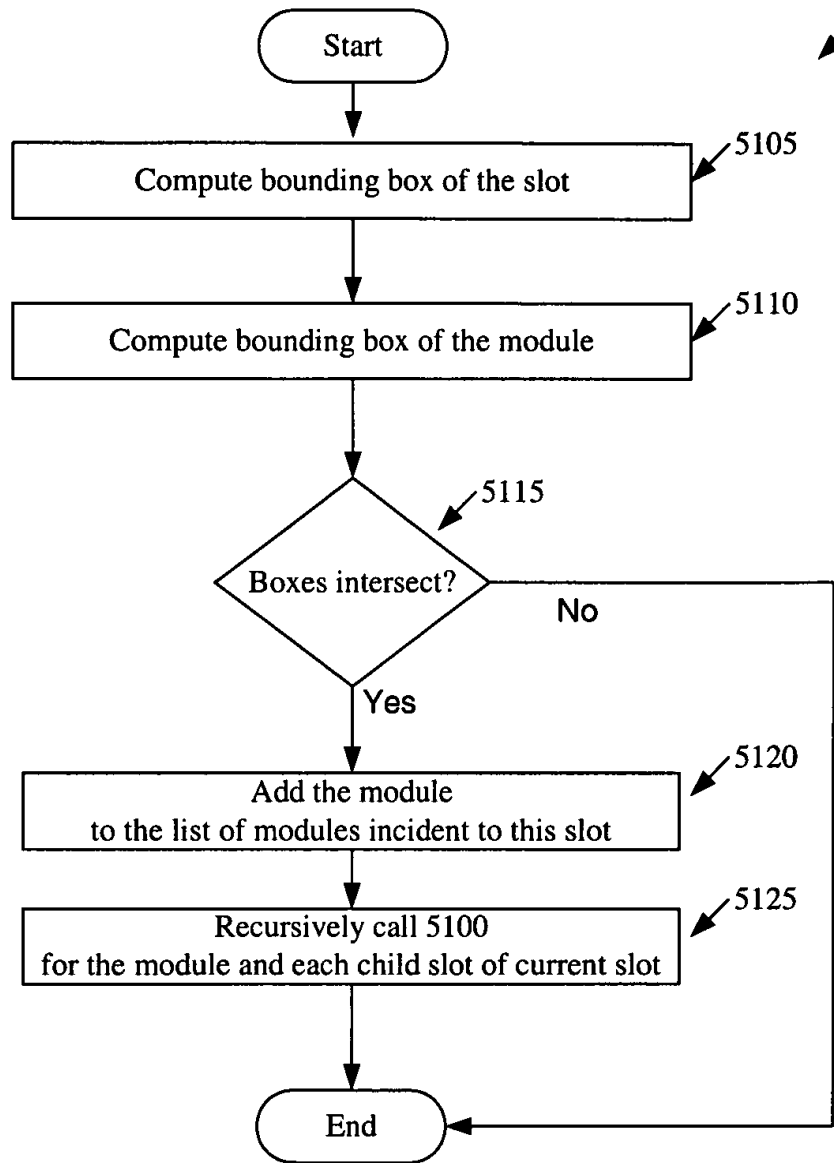 Start
5105
Compute bounding box of the slot
5110
Compute bounding box of the module
5115
Boxes intersect?
No
Yes
5120
Add the module
to the list of modules incident to this slot
5125
Recursively call 5100
for the module and each child slot of current slot
End